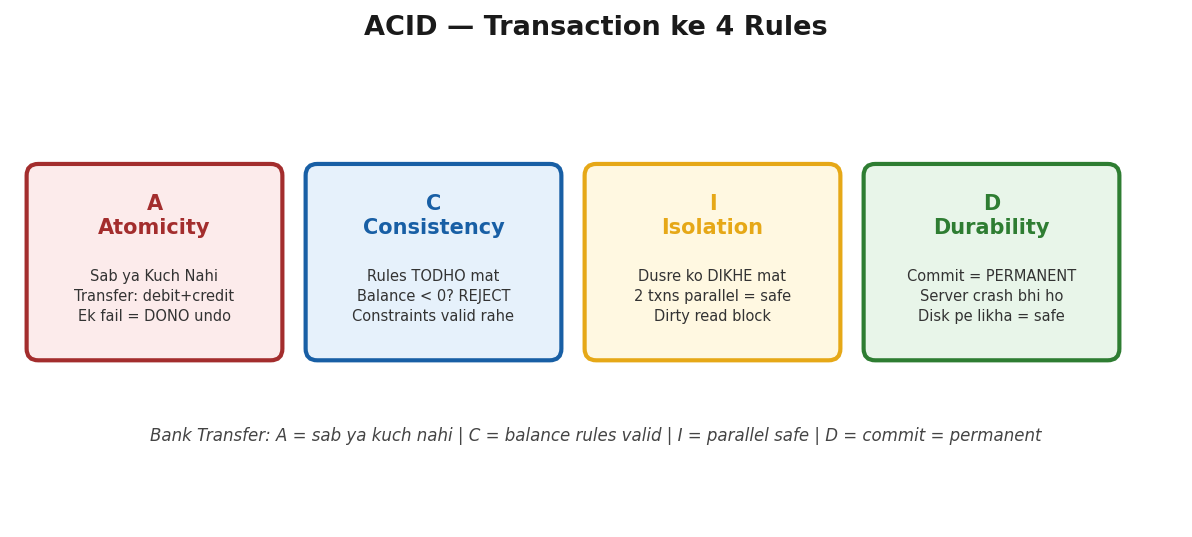 ACID — Transaction ke 4 Rules
A
Atomicity
Sab ya Kuch Nahi
Transfer: debit+credit
Ek fail = DONO undo
C
Consistency
Rules TODHO mat
Balance < 0? REJECT
Constraints valid rahe
I
Isolation
Dusre ko DIKHE mat
2 txns parallel = safe
Dirty read block
D
Durability
Commit = PERMANENT
Server crash bhi ho
Disk pe likha = safe
Bank Transfer: A = sab ya kuch nahi | C = balance rules valid | I = parallel safe | D = commit = permanent